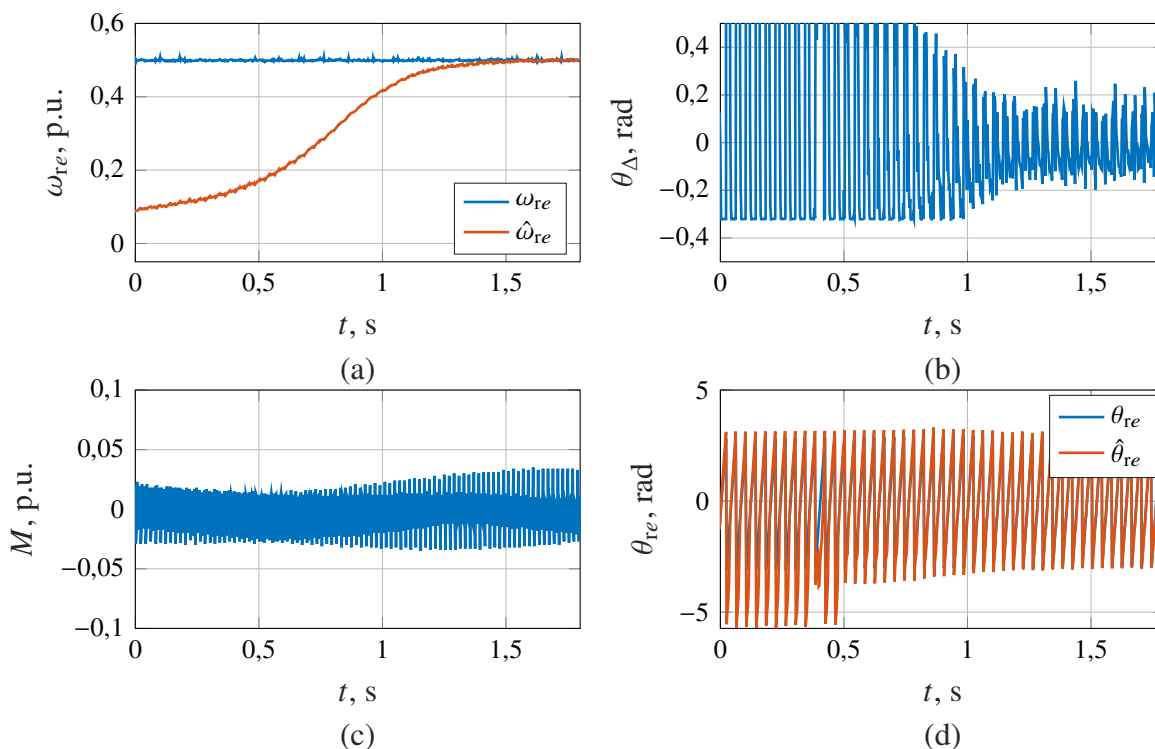 0,6
0,4
0,2
0
ω_re, p.u.
ω_re
ω̂_re
0
0,5
1
1,5
t, s
(a)
0,4
0,2
0
−0,2
−0,4
θ_Δ, rad
0
0,5
1
1,5
t, s
(b)
0,1
0,05
0
−0,05
−0,1
M, p.u.
0
0,5
1
1,5
t, s
(c)
5
0
−5
θ_re, rad
θ_re
θ̂_re
0
0,5
1
1,5
t, s
(d)